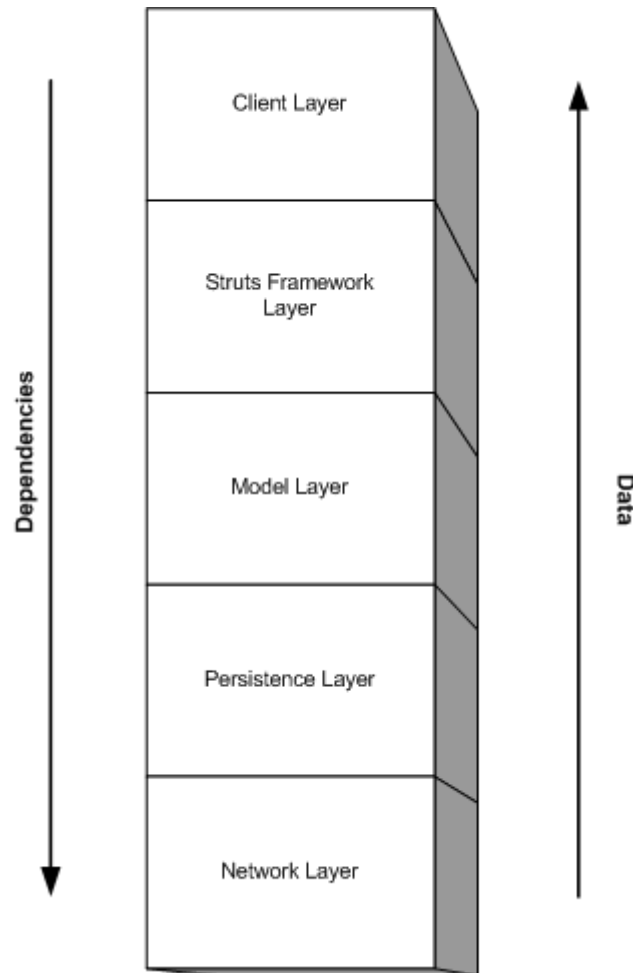 Client Layer
Struts Framework
Layer
Dependencies
Model Layer
Data
Persistence Layer
Network Layer